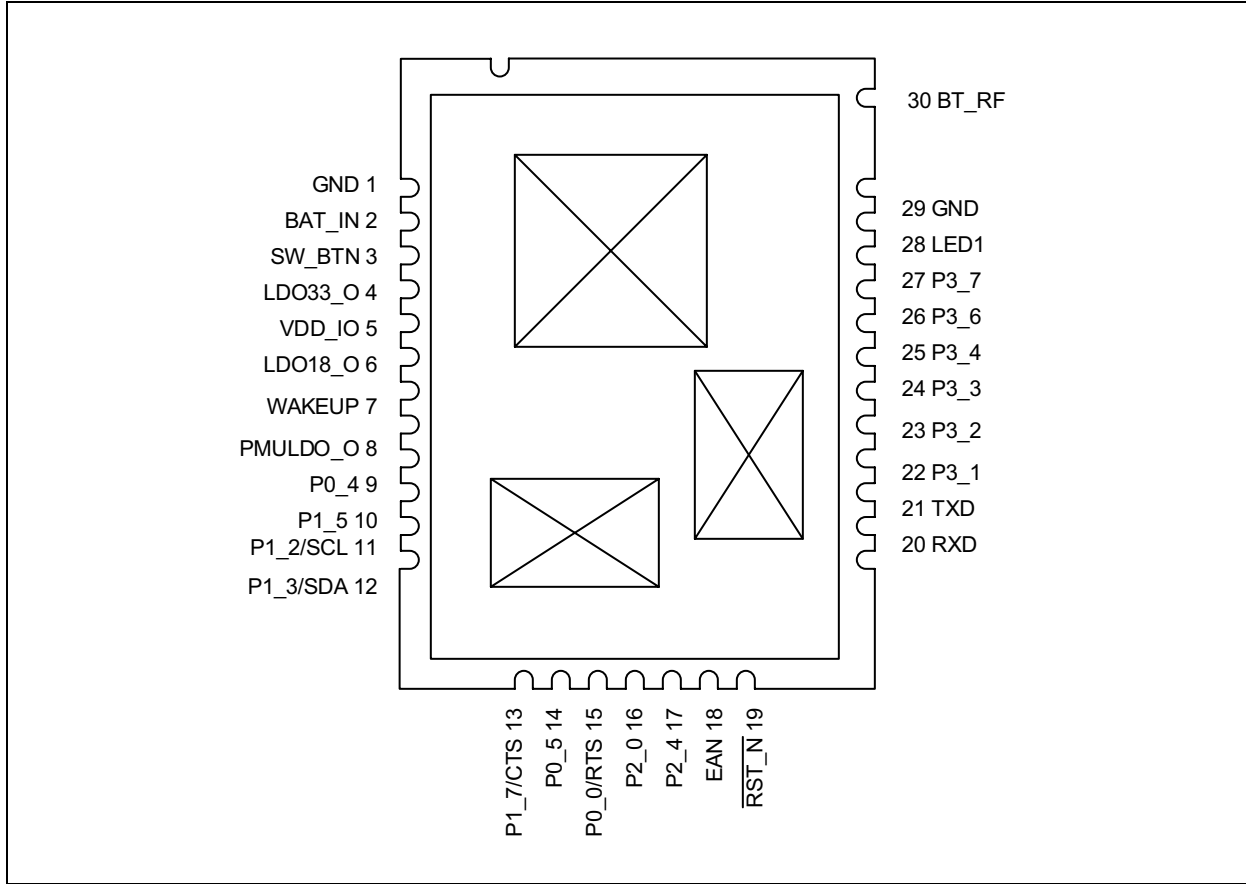 30 BT_RF
GND 1
BAT_IN 2
SW_BTN 3
LDO33_O 4
VDD_IO 5
LDO18_O 6
WAKEUP 7
PMULDO_O 8
P0_4 9
P1_5 10
P1_2/SCL 11
P1_3/SDA 12
29 GND
28 LED1
27 P3_7
26 P3_6
25 P3_4
24 P3_3
23 P3_2
22 P3_1
21 TXD
20 RXD
P1_7/CTS 13
P0_5 14
P0_0/RTS 15
P2_0 16
P2_4 17
EAN 18
RST_N 19